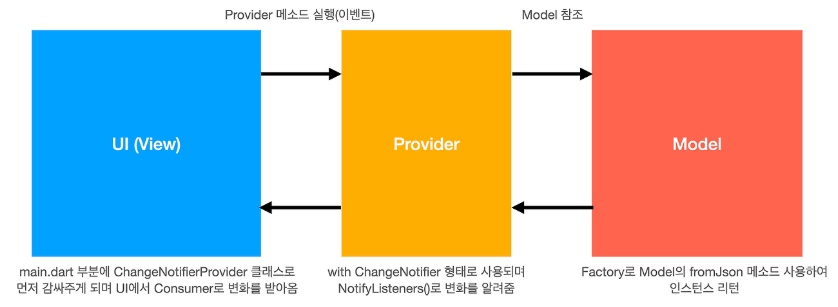 Provider 메소드 실행(이벤트)
Model 참조
UI (View)
Provider
Model
main.dart 부분에 ChangeNotifierProvider 클래스로
먼저 감싸주게 되며 UI에서 Consumer로 변화를 받아옴
with ChangeNotifier 형태로 사용되며
NotifyListeners()로 변화를 알려줌
Factory로 Model의 fromJson 메소드 사용하여
인스턴스 리턴